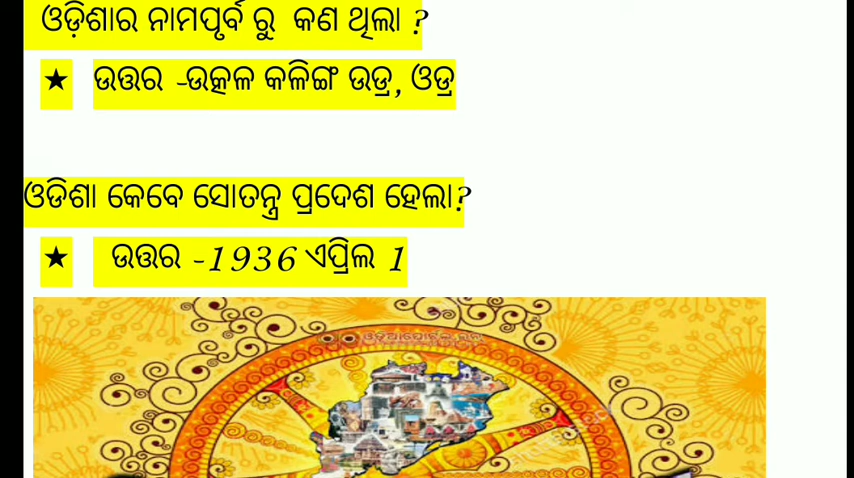 ଓଡ଼ିଶାର ନାମପୂର୍ବ ରୁ କଣ ଥିଲା ?
★ ଉତ୍ତର -ଉତ୍କଳ କଳିଙ୍ଗ ଉଡ୍ର, ଓଡ୍ର
ଓଡିଶା କେବେ ସୋତନ୍ତ୍ର ପ୍ରଦେଶ ହେଲା?
★ ଉତ୍ତର -1936 ଏପ୍ରିଲ 1